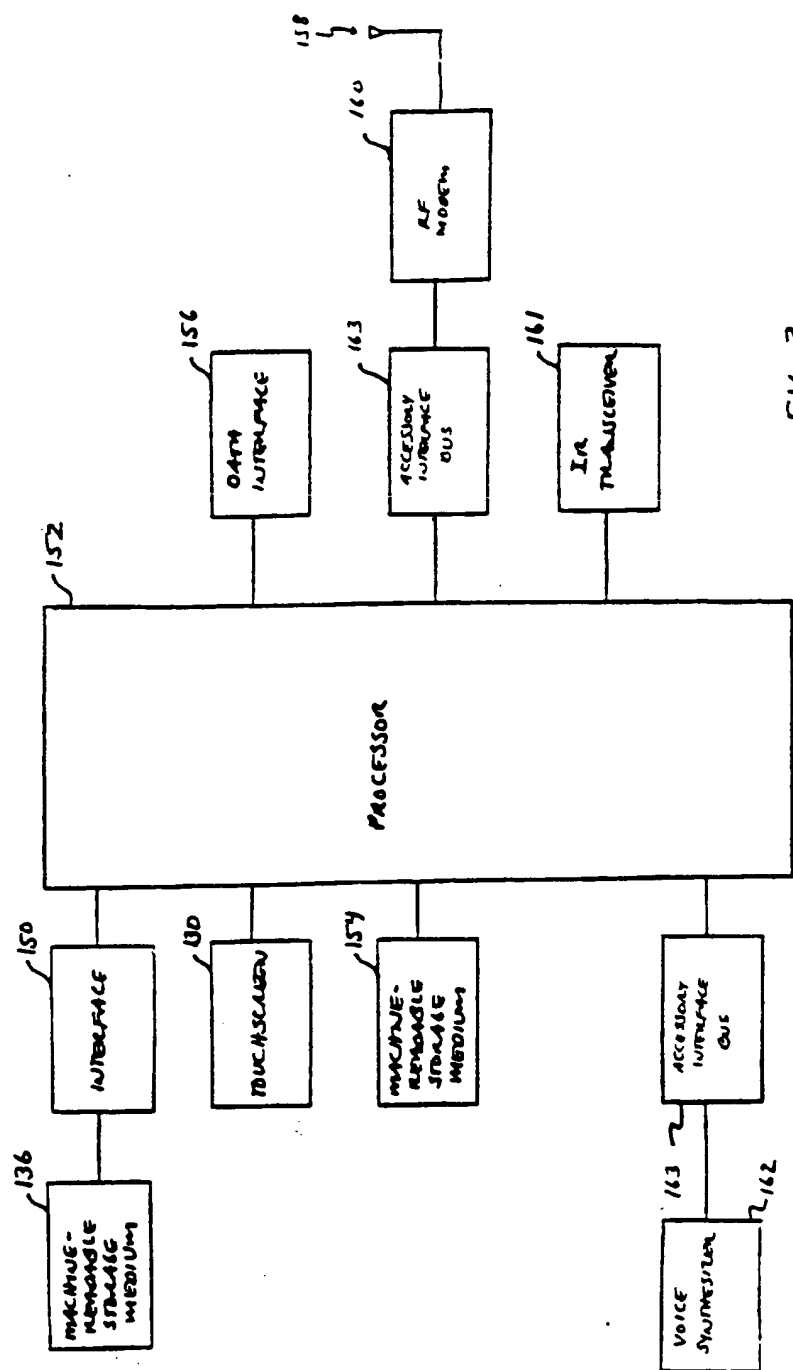 VOICE
SYNTHESIZER
162
MACHINE-
READABLE
STORAGE
MEDIUM
136
163
ACCESSORY
INTERFACE
BUS
MACHINE-
READABLE
STORAGE
MEDIUM
154
TOUCHSCREEN
130
INTERFACE
150
PROCESSOR
152
IR
TRANSCEIVER
161
ACCESSORY
INTERFACE
BUS
163
DATA
INTERFACE
156
RF
MODEM
160
158
FIG.